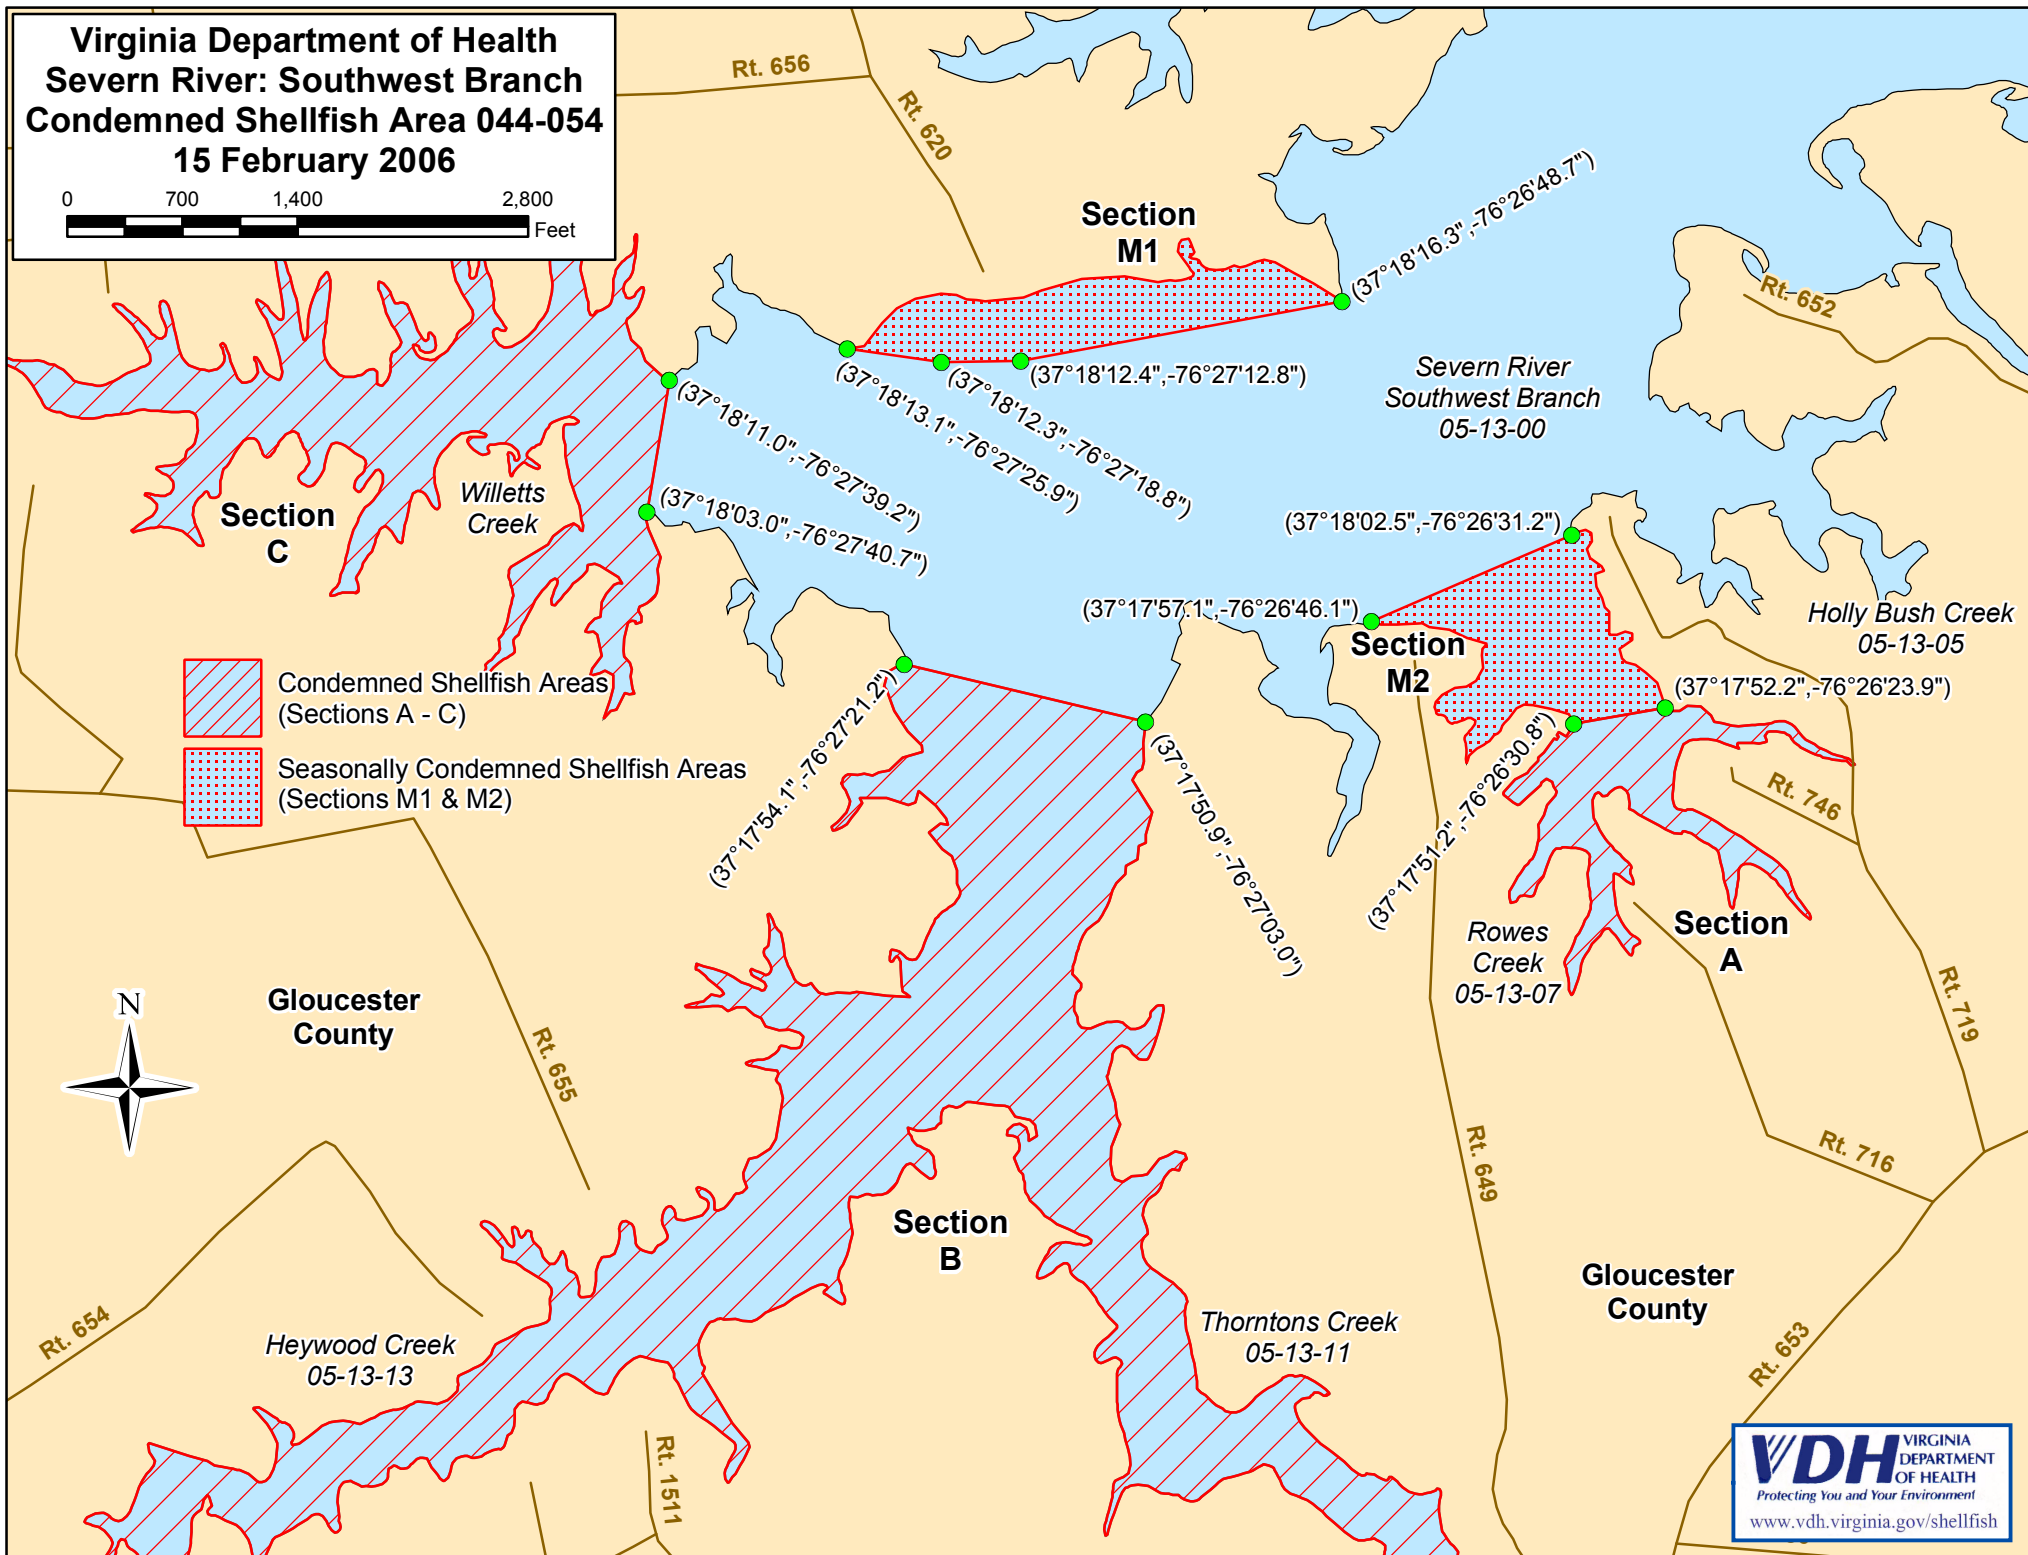 Virginia Department of Health
Severn River: Southwest Branch
Condemned Shellfish Area 044-054
15 February 2006
0 700 1,400 2,800
Feet
Rt. 656
Rt. 620
Section
M1
(37°18'16.3",-76°26'48.7")
Rt. 652
(37°18'12.4",-76°27'12.8")
(37°18'12.3",-76°27'18.8")
(37°18'13.1",-76°27'25.9")
(37°18'11.0",-76°27'39.2")
(37°18'03.0",-76°27'40.7")
Severn River
Southwest Branch
05-13-00
Willetts
Creek
Section
C
(37°18'02.5",-76°26'31.2")
(37°17'57.1",-76°26'46.1")
Holly Bush Creek
05-13-05
Section
M2
(37°17'52.2",-76°26'23.9")
Condemned Shellfish Areas
(Sections A - C)
Seasonally Condemned Shellfish Areas
(Sections M1 & M2)
(37°17'54.1",-76°27'21.2")
(37°17'50.9",-76°27'03.0")
(37°17'51.2",-76°26'30.8")
Rt. 746
Section
A
Rowes
Creek
05-13-07
Rt. 719
N
Gloucester
County
Rt. 655
Rt. 649
Rt. 716
Section
B
Gloucester
County
Rt. 654
Heywood Creek
05-13-13
Thorntons Creek
05-13-11
Rt. 653
Rt. 1511
VDH
VIRGINIA
DEPARTMENT
OF HEALTH
Protecting You and Your Environment
www.vdh.virginia.gov/shellfish